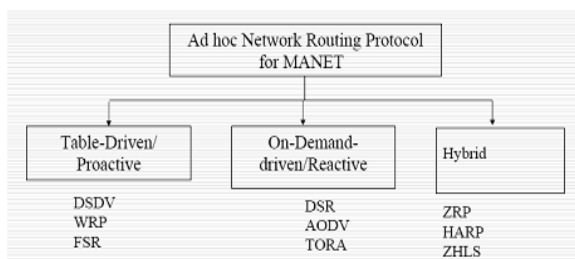 Ad hoc Network Routing Protocol
for MANET
Table-Driven/
Proactive
DSDV
WRP
FSR
On-Demand-
driven/Reactive
DSR
AODV
TORA
Hybrid
ZRP
HARP
ZHLS